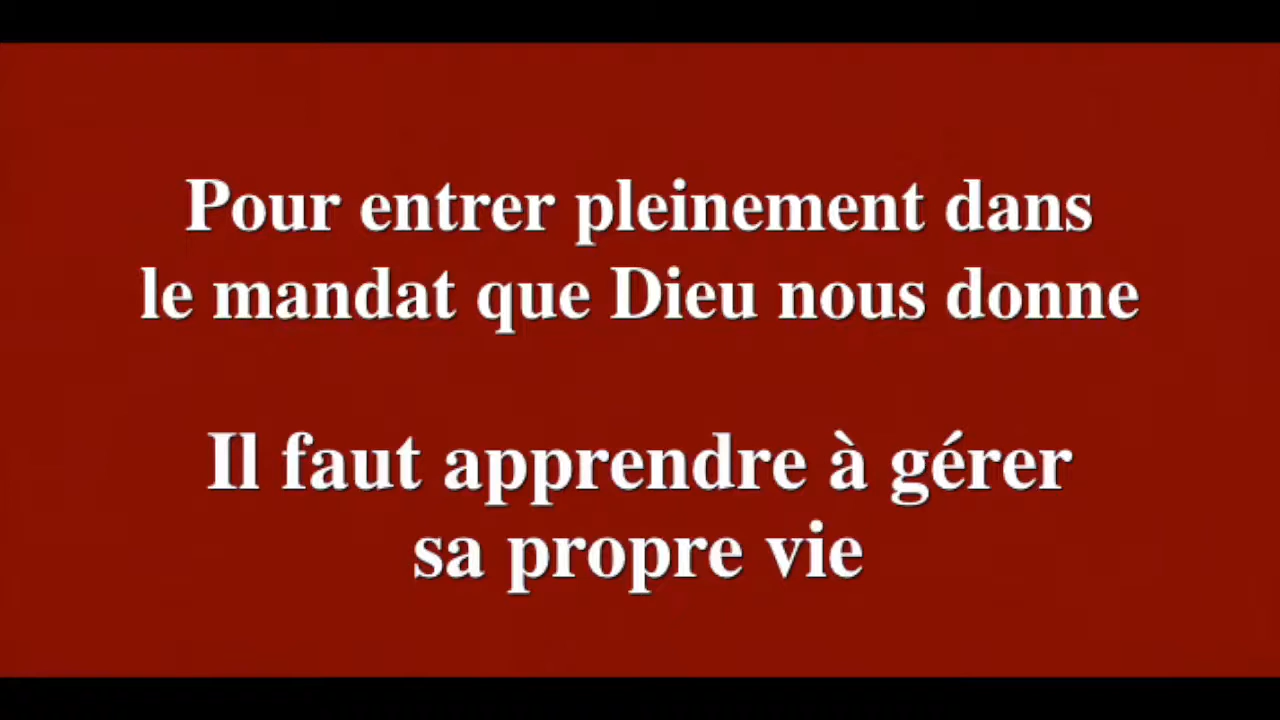 Pour entrer pleinement dans
le mandat que Dieu nous donne
Il faut apprendre à gérer
sa propre vie